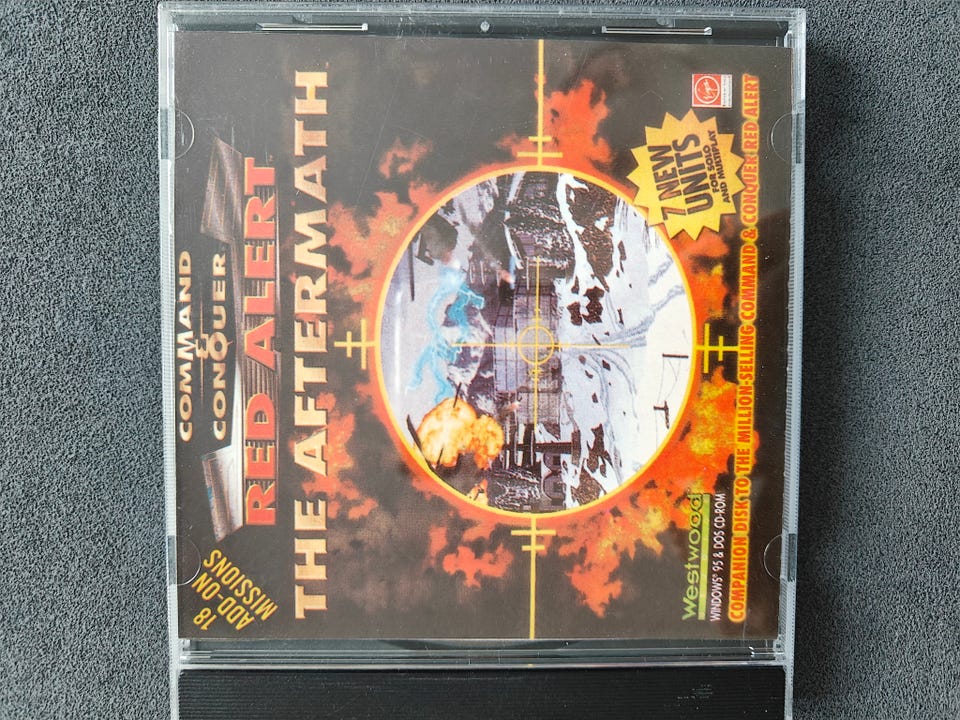 COMMAND
&
CONQUER
RED ALERT
THE AFTERMATH
18
ADD-ON
MISSIONS
7 NEW
UNITS
FOR SOLO
AND MULTIPLAY
Virgin
Westwood
WINDOWS® 95 & DOS CD-ROM
COMPANION DISK TO THE MILLION-SELLING COMMAND & CONQUER RED ALERT